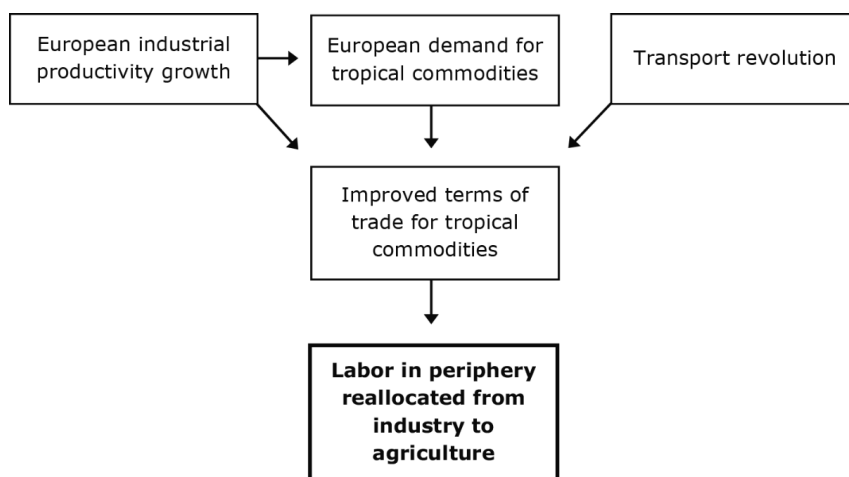 European industrial
productivity growth
European demand for
tropical commodities
Transport revolution
Improved terms of
trade for tropical
commodities
Labor in periphery
reallocated from
industry to
agriculture